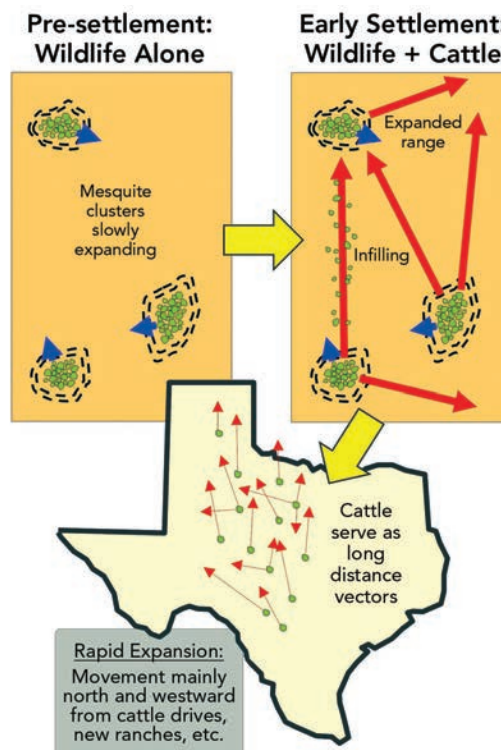 Pre-settlement:
Wildlife Alone
Mesquite
clusters
slowly
expanding
Early Settlement:
Wildlife + Cattle
Expanded
range
Infilling
Cattle
serve as
long
distance
vectors
Rapid Expansion:
Movement mainly
north and westward
from cattle drives,
new ranches, etc.